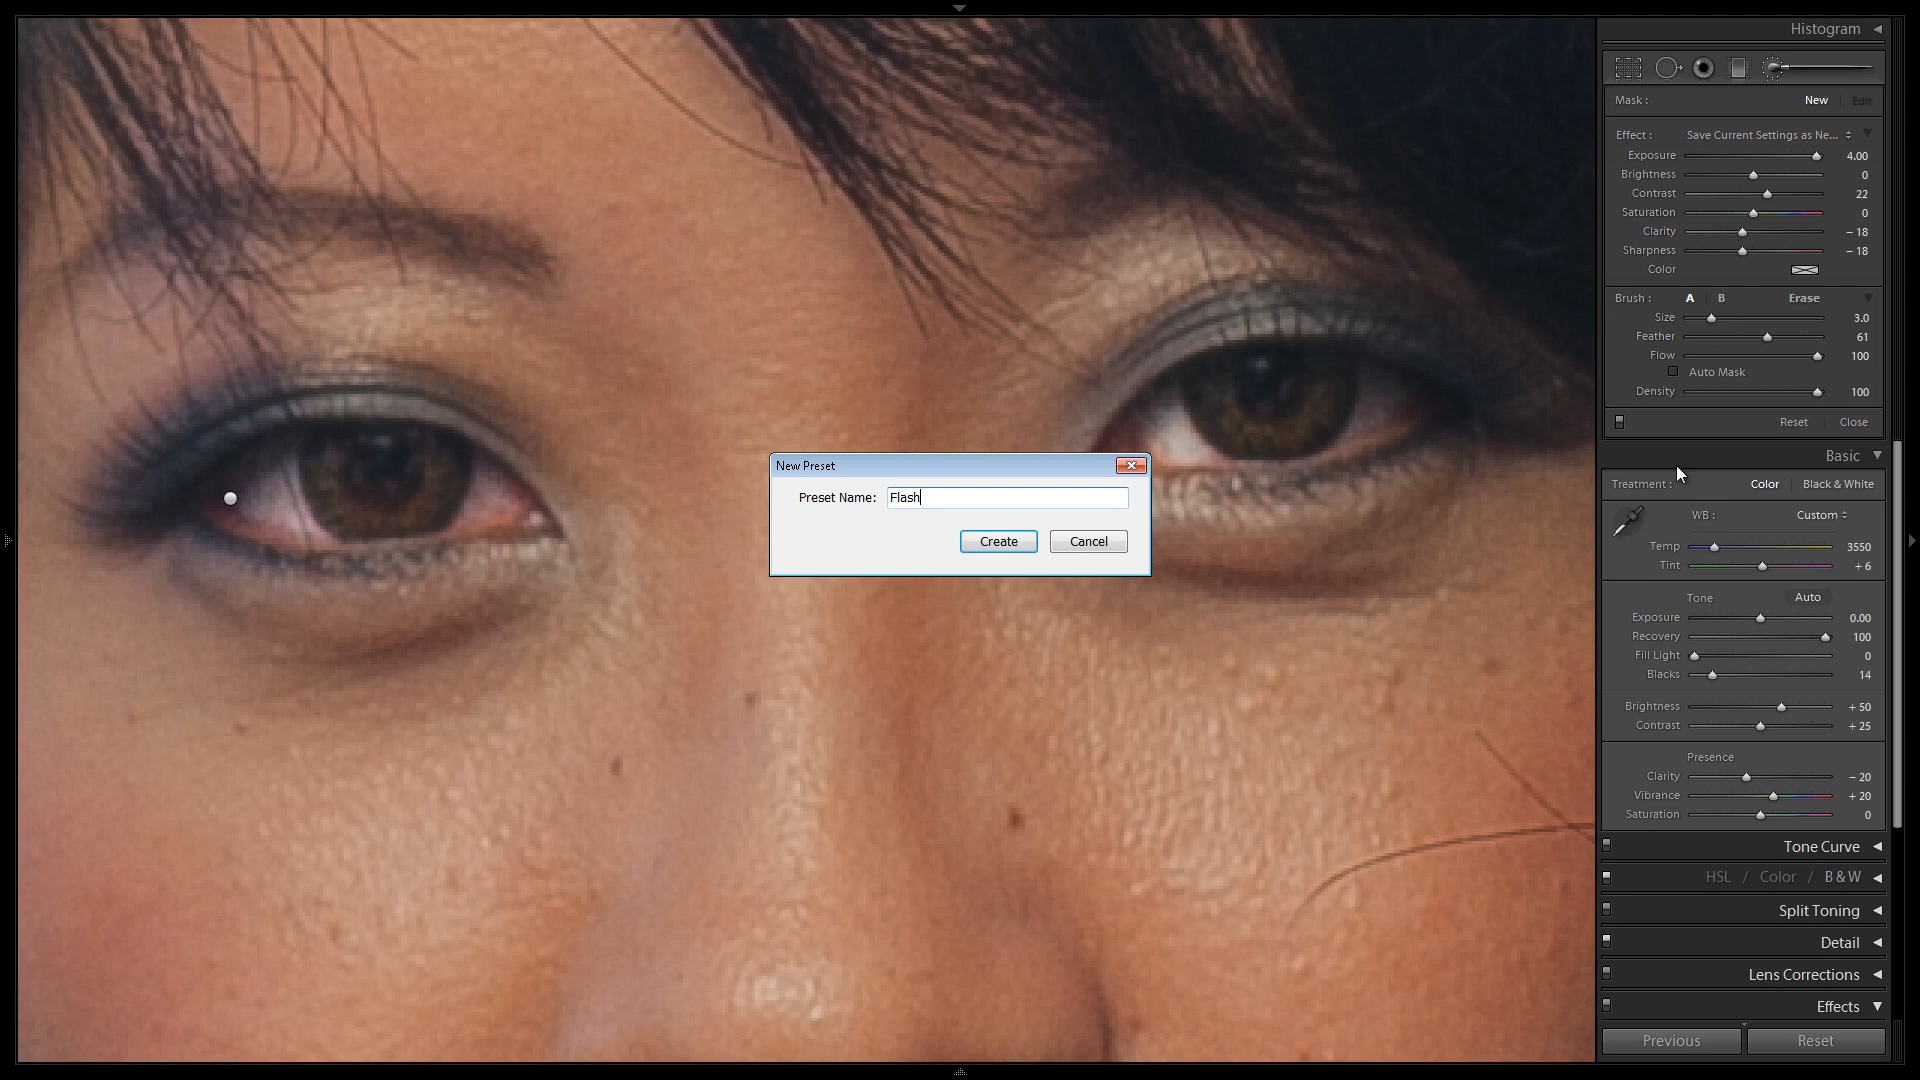 Histogram
Mask : New Edit
Effect : Save Current Settings as Ne...
Exposure 4.00
Brightness 0
Contrast 22
Saturation 0
Clarity – 18
Sharpness – 18
Color
Brush : A B Erase
Size 3.0
Feather 61
Flow 100
Auto Mask
Density 100
Reset Close
Basic
Treatment : Color Black & White
WB : Custom
Temp 3550
Tint + 6
Tone Auto
Exposure 0.00
Recovery 100
Fill Light 0
Blacks 14
Brightness + 50
Contrast + 25
Presence
Clarity – 20
Vibrance + 20
Saturation 0
Tone Curve
HSL / Color / B & W
Split Toning
Detail
Lens Corrections
Effects
Previous Reset
New Preset
Preset Name: Flash
Create Cancel